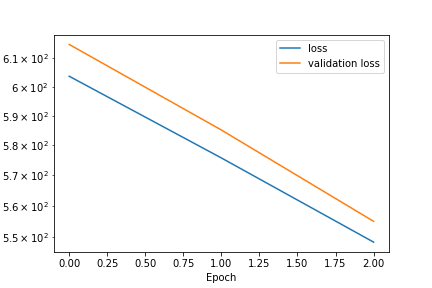 loss
validation loss
6.1 × 10²
6 × 10²
5.9 × 10²
5.8 × 10²
5.7 × 10²
5.6 × 10²
5.5 × 10²
0.00 0.25 0.50 0.75 1.00 1.25 1.50 1.75 2.00
Epoch